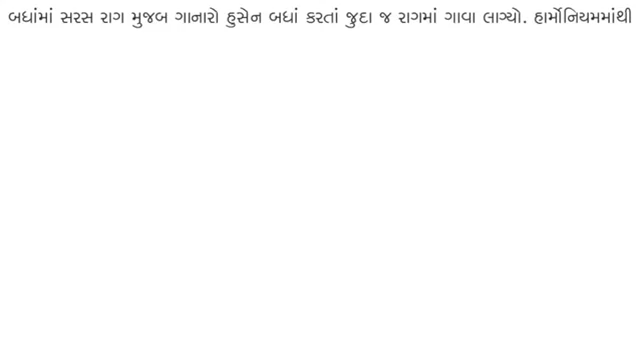 બધાંમાં સરસ રાગ મુજબ ગાનારો હુસેન બધાં કરતાં જુદા જ રાગમાં ગાવા લાગ્યો. હાર્મોનિયમમાંથી